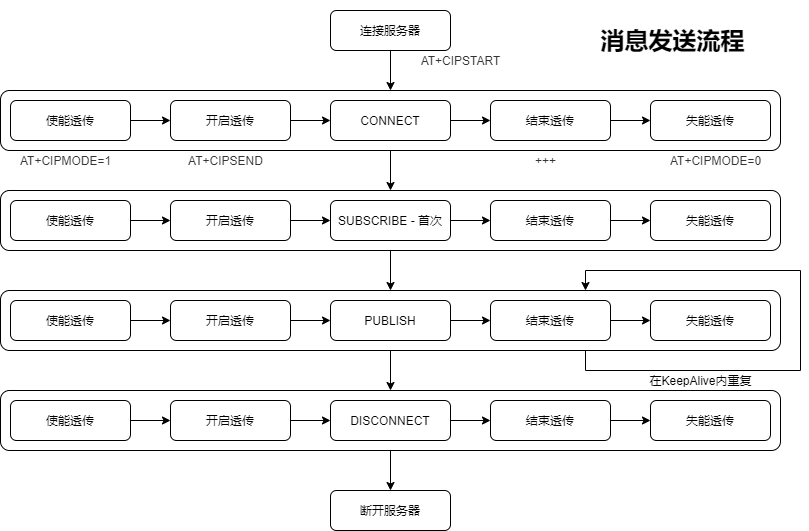 消息发送流程
连接服务器
AT+CIPSTART
使能透传
开启透传
CONNECT
结束透传
失能透传
AT+CIPMODE=1
AT+CIPSEND
+++
AT+CIPMODE=0
使能透传
开启透传
SUBSCRIBE - 首次
结束透传
失能透传
使能透传
开启透传
PUBLISH
结束透传
失能透传
在KeepAlive内重复
使能透传
开启透传
DISCONNECT
结束透传
失能透传
断开服务器